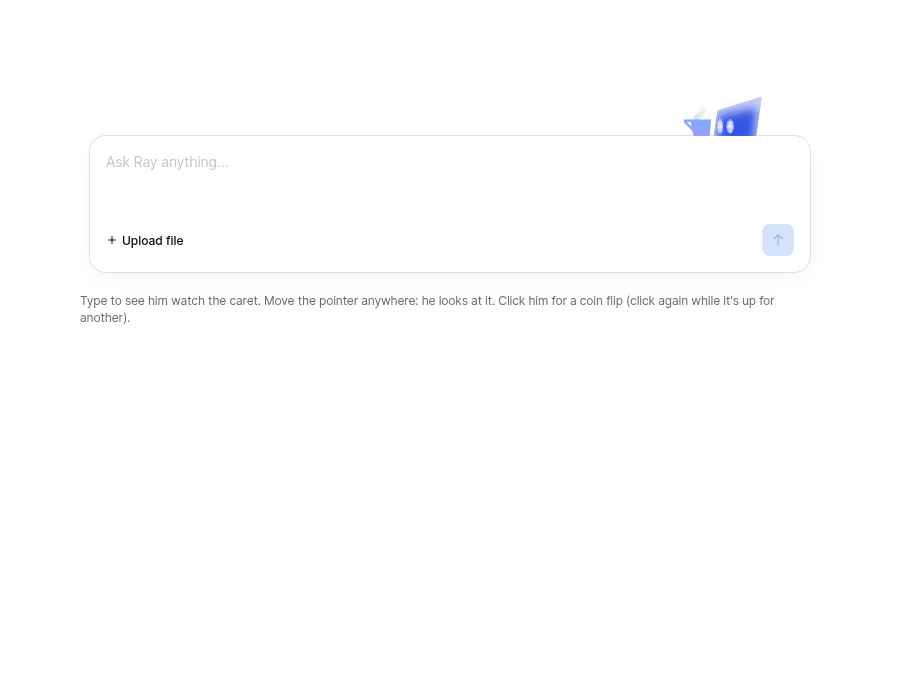 Ask Ray anything...
+ Upload file
Type to see him watch the caret. Move the pointer anywhere: he looks at it. Click him for a coin flip (click again while it's up for
another).